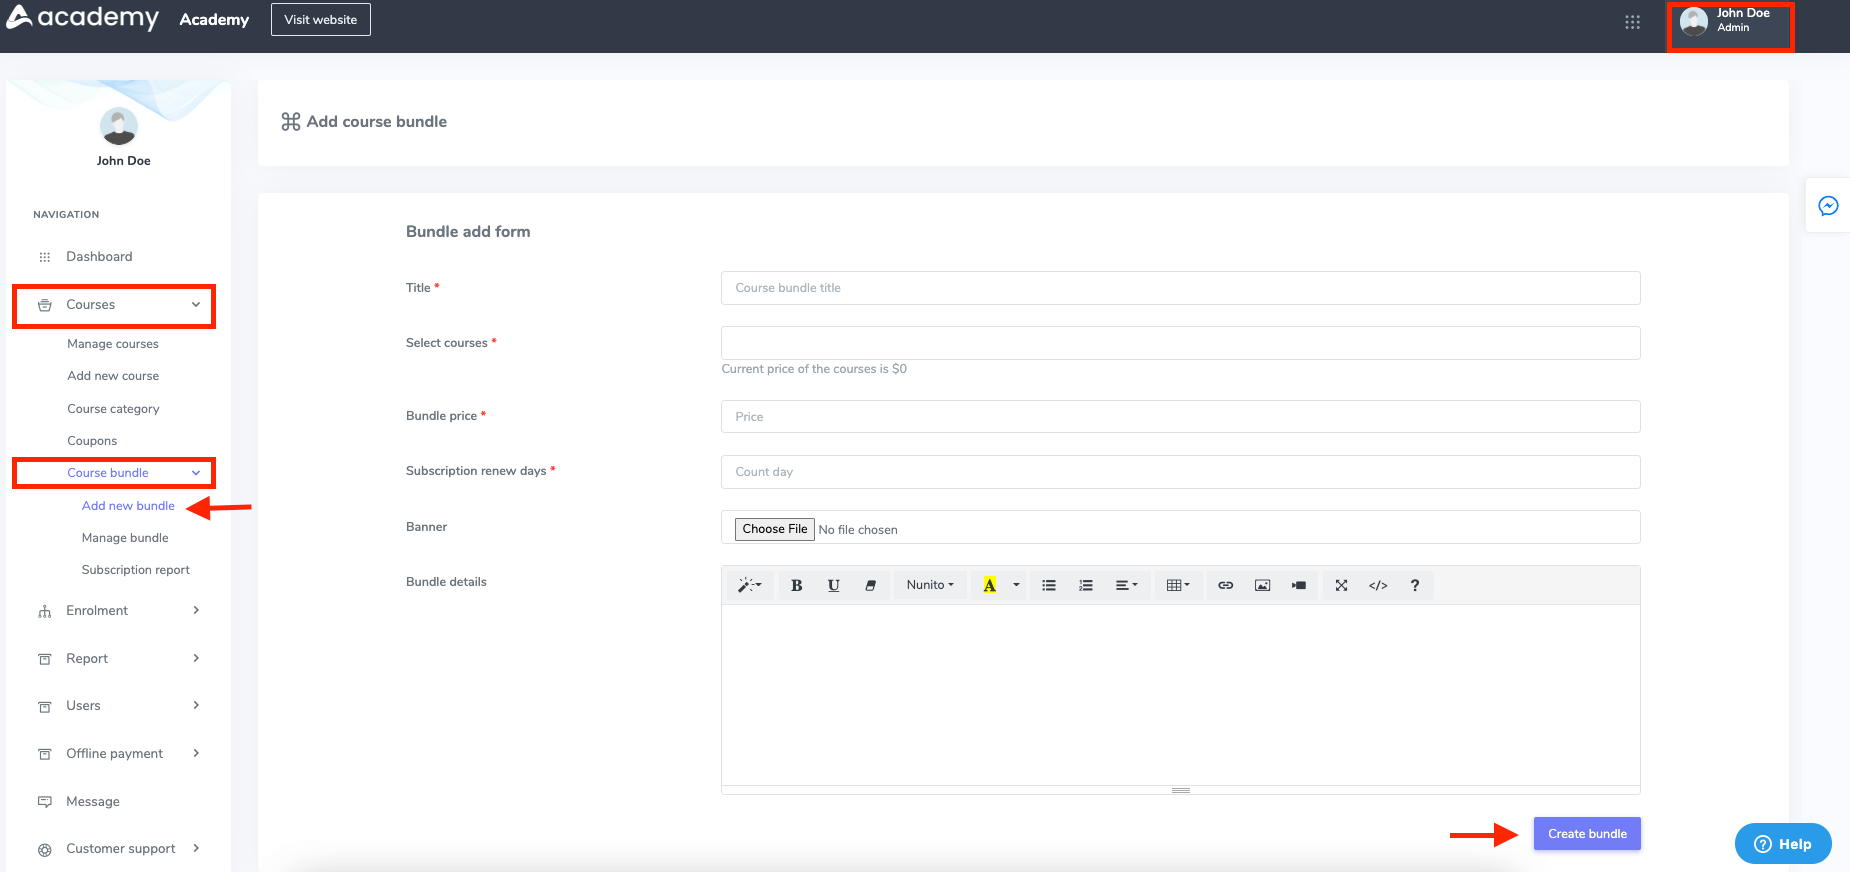 academy Academy Visit website
John Doe
Admin
John Doe
NAVIGATION
Dashboard
Courses
Manage courses
Add new course
Course category
Coupons
Course bundle
Add new bundle
Manage bundle
Subscription report
Enrolment
Report
Users
Offline payment
Message
Customer support
Add course bundle
Bundle add form
Title * Course bundle title
Select courses *
Current price of the courses is $0
Bundle price * Price
Subscription renew days * Count day
Banner Choose File No file chosen
Bundle details
B U Nunito A </> ?
Create bundle
? Help